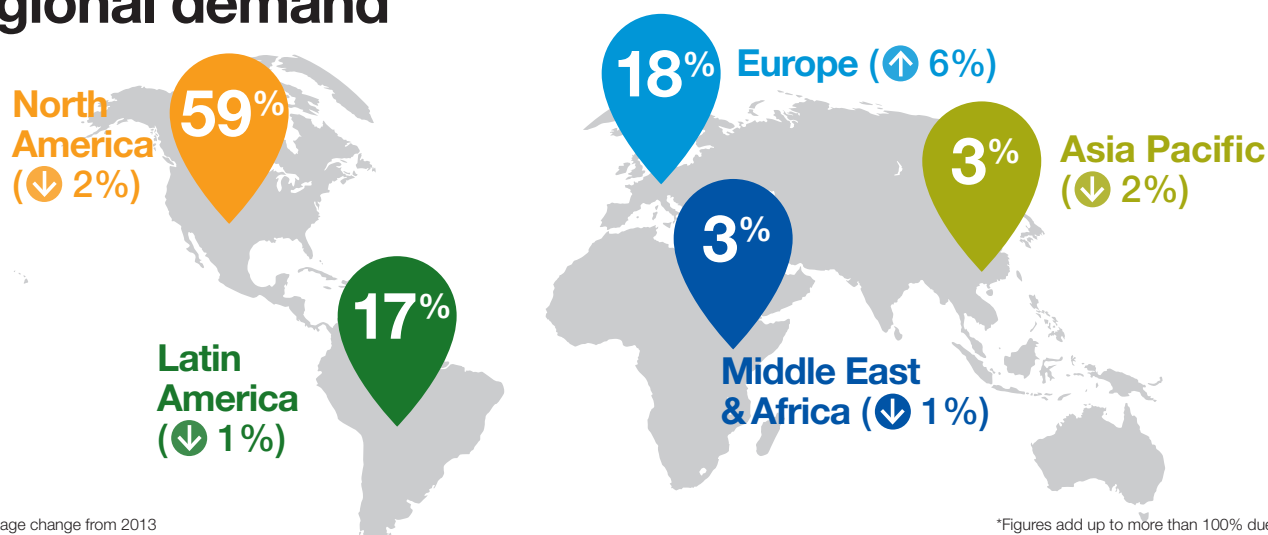 gional demand
59%
North
America
(↓ 2%)
18%
Europe (↑ 6%)
3%
Asia Pacific
(↓ 2%)
3%
Middle East
& Africa (↓ 1%)
17%
Latin
America
(↓ 1%)
age change from 2013
*Figures add up to more than 100% due